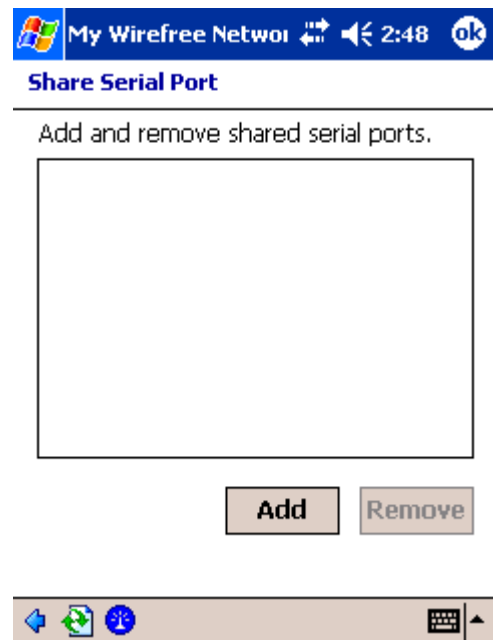 My Wirefree Networ 2:48 ok
Share Serial Port
Add and remove shared serial ports.
Add Remove